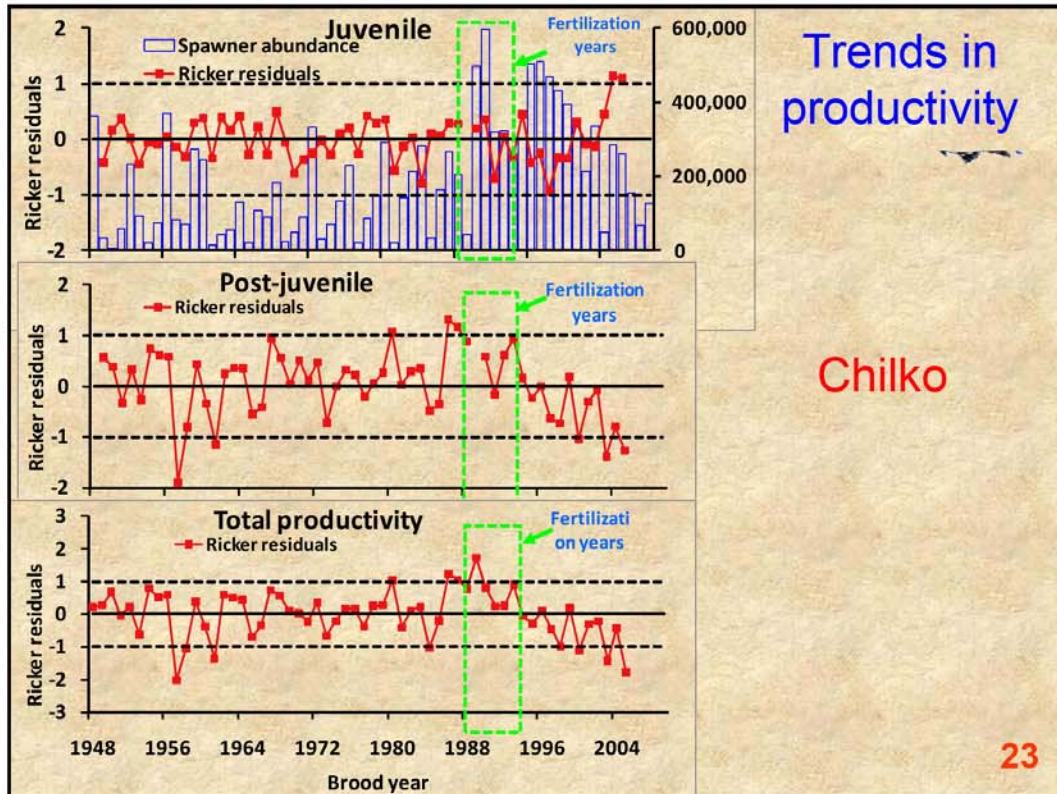 Juvenile
Spawner abundance
Ricker residuals
Fertilization
years
Ricker residuals
2
1
0
-1
-2
600,000
400,000
200,000
0
Trends in
productivity
Post-juvenile
Ricker residuals
Fertilization
years
Ricker residuals
2
1
0
-1
-2
Chilko
Total productivity
Ricker residuals
Fertilizati
on years
Ricker residuals
3
2
1
0
-1
-2
-3
1948 1956 1964 1972 1980 1988 1996 2004
Brood year
23